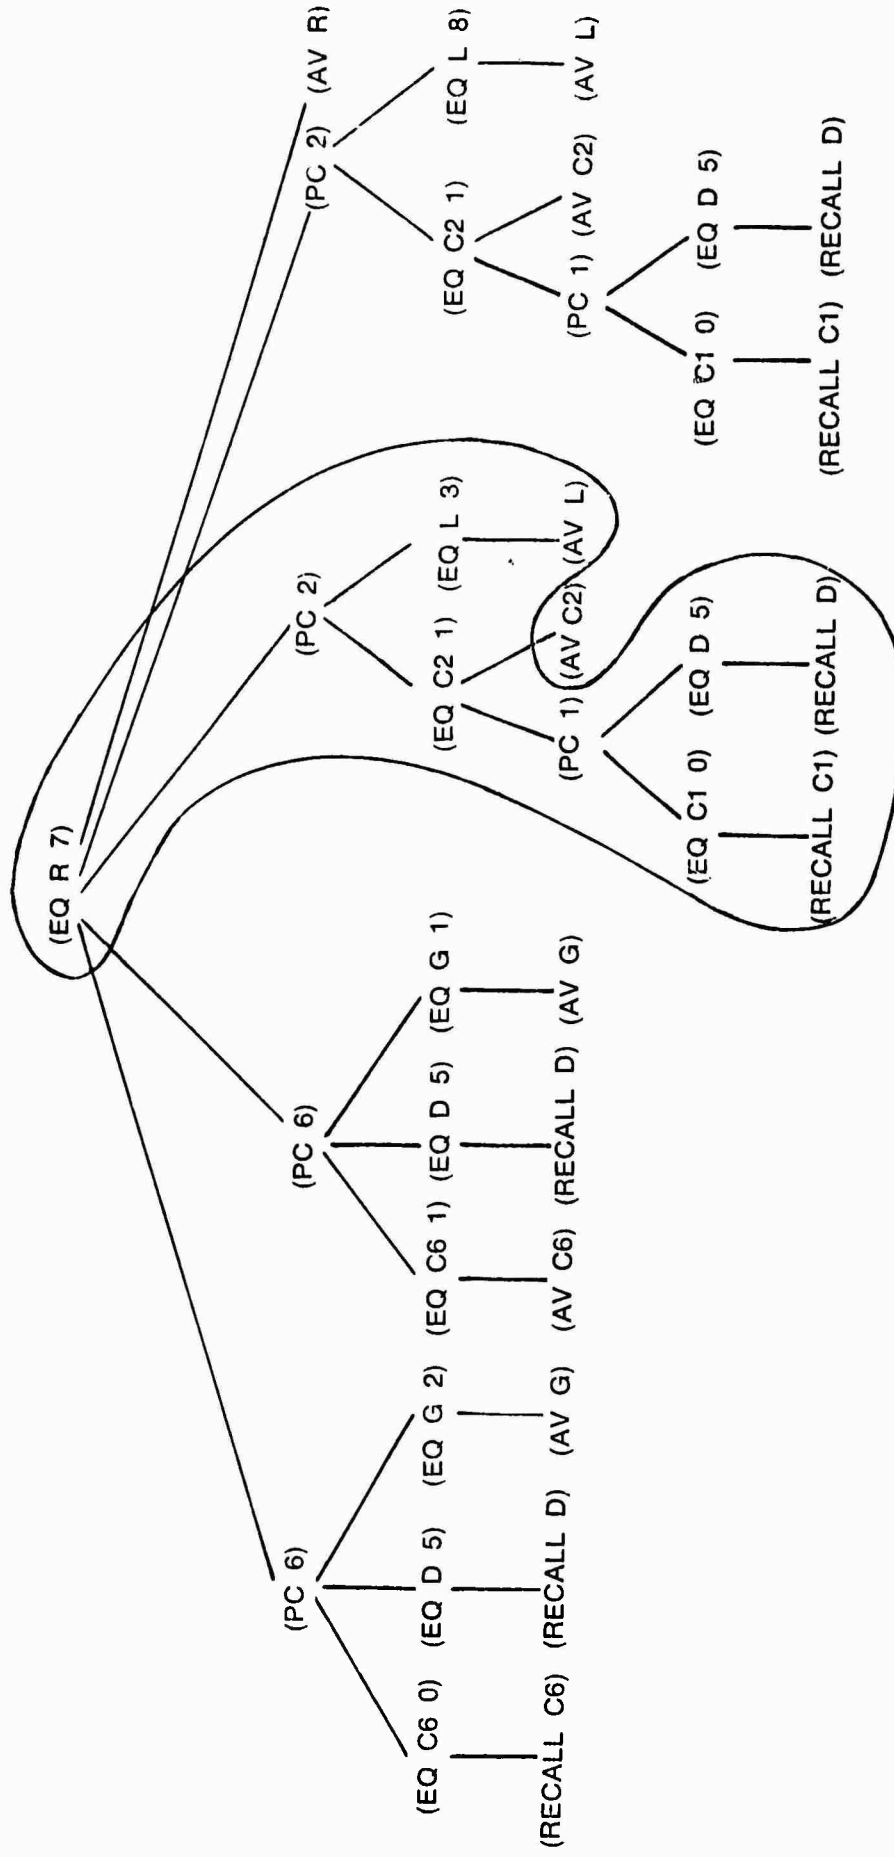 (EQ R 7)
(PC 6) (PC 6) (PC 2) (PC 2) (AV R)
(EQ C6 0) (EQ D 5) (EQ G 2) (EQ C6 1) (EQ D 5) (EQ G 1) (EQ C2 1) (EQ L 3) (EQ C2 1) (EQ L 8)
(RECALL C6) (RECALL D) (AV G) (AV C6) (RECALL D) (AV G) (PC 1) (AV C2) (AV L) (PC 1) (AV C2) (AV L)
(EQ C1 0) (EQ D 5) (EQ C1 0) (EQ D 5)
(RECALL C1) (RECALL D) (RECALL C1) (RECALL D)